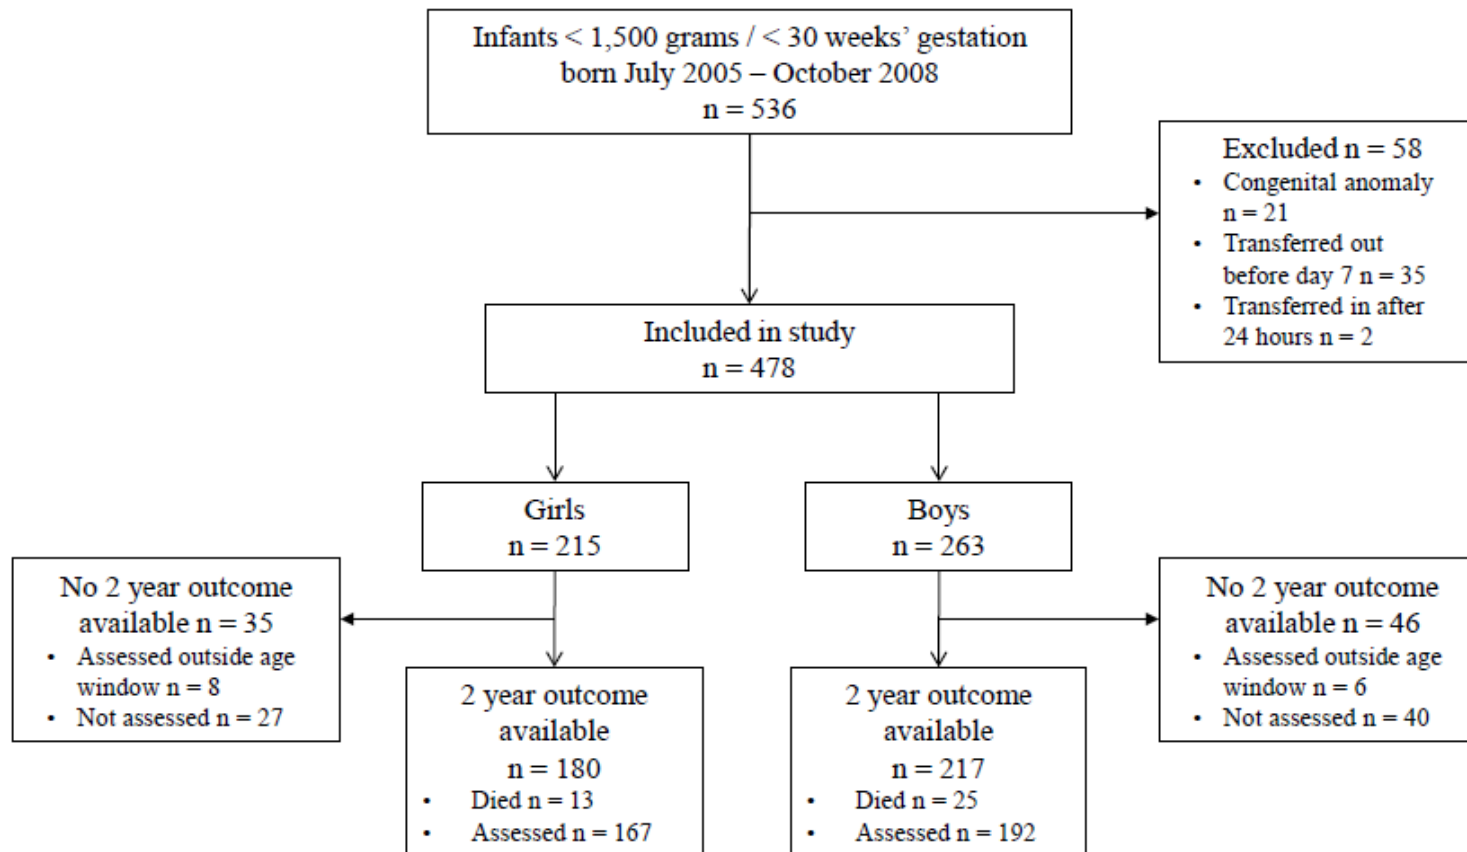 Infants < 1,500 grams / < 30 weeks’ gestation
born July 2005 – October 2008
n = 536
Excluded n = 58
• Congenital anomaly
n = 21
• Transferred out
before day 7 n = 35
• Transferred in after
24 hours n = 2
Included in study
n = 478
Girls
n = 215
Boys
n = 263
No 2 year outcome
available n = 35
• Assessed outside age
window n = 8
• Not assessed n = 27
2 year outcome
available
n = 180
• Died n = 13
• Assessed n = 167
2 year outcome
available
n = 217
• Died n = 25
• Assessed n = 192
No 2 year outcome
available n = 46
• Assessed outside age
window n = 6
• Not assessed n = 40